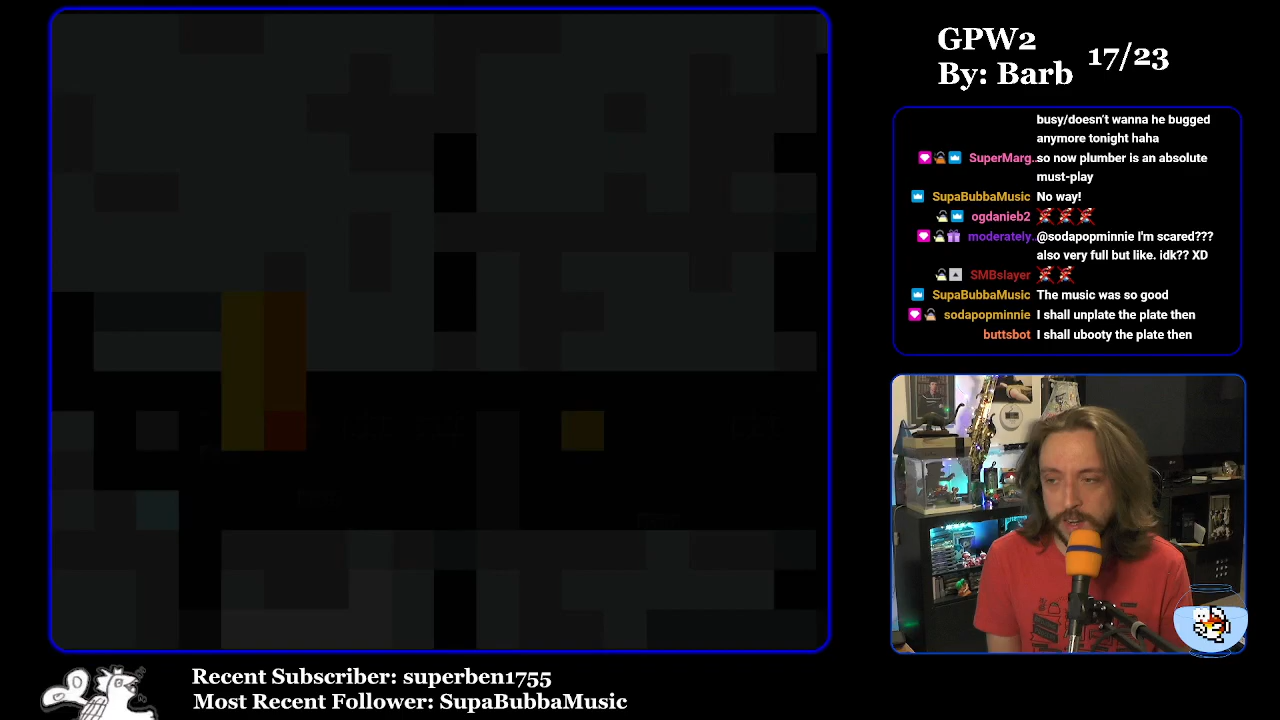 GPW2
By: Barb
17/23
busy/doesn't wanna he bugged
anymore tonight haha
SuperMarg.. so now plumber is an absolute
must-play
SupaBubbaMusic No way!
ogdanieb2
moderately.. @sodapopminnie I'm scared???
also very full but like. idk?? XD
SMBslayer
SupaBubbaMusic The music was so good
sodapopminnie I shall unplate the plate then
buttsbot I shall ubooty the plate then
Recent Subscriber: superben1755
Most Recent Follower: SupaBubbaMusic